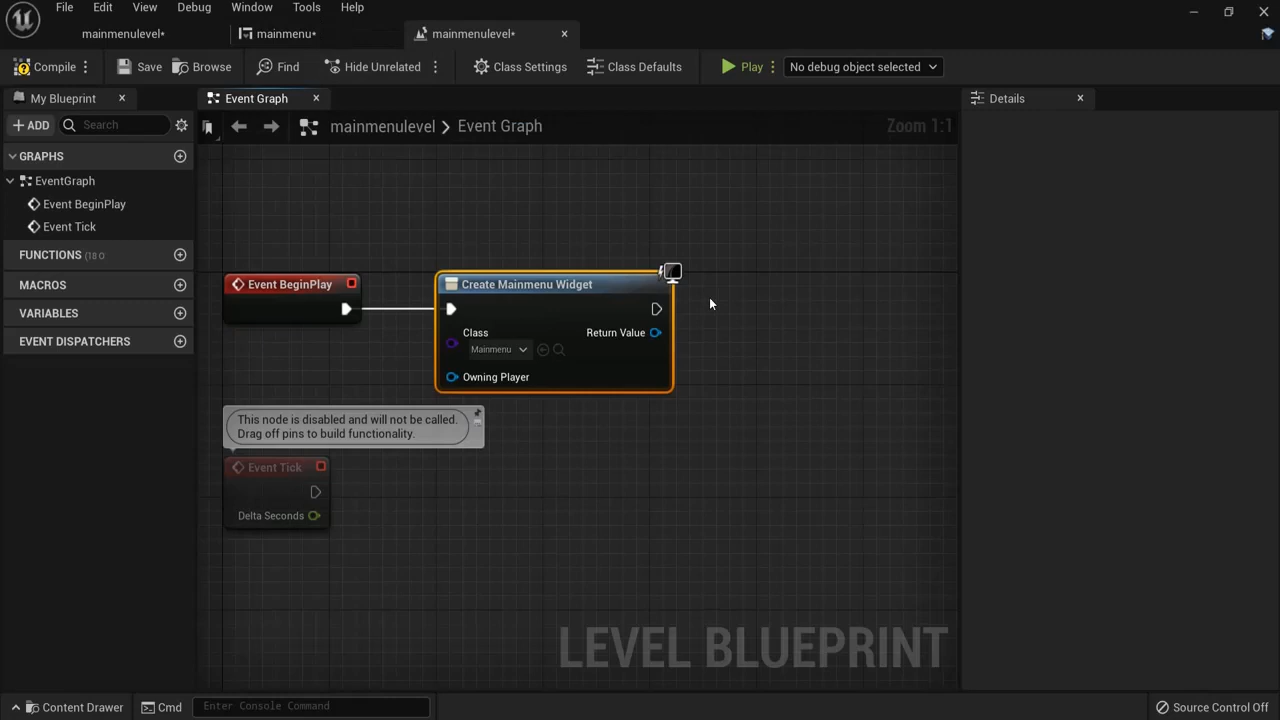 File Edit View Debug Window Tools Help
mainmenulevel* mainmenu* mainmenulevel*
Compile Save Browse Find Hide Unrelated Class Settings Class Defaults Play No debug object selected
My Blueprint Event Graph Details
ADD Search mainmenulevel Event Graph Zoom 1:1
GRAPHS
EventGraph
Event BeginPlay
Event Tick
FUNCTIONS (18 O
MACROS
VARIABLES
EVENT DISPATCHERS
Event BeginPlay
Create Mainmenu Widget
Class Return Value
Mainmenu
Owning Player
This node is disabled and will not be called.
Drag off pins to build functionality.
Event Tick
Delta Seconds
LEVEL BLUEPRINT
Content Drawer Cmd Enter Console Command Source Control Off